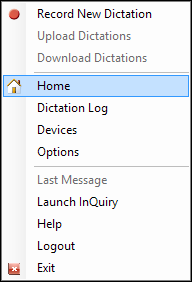 Record New Dictation
Upload Dictations
Download Dictations
Home
Dictation Log
Devices
Options
Last Message
Launch InQuiry
Help
Logout
Exit